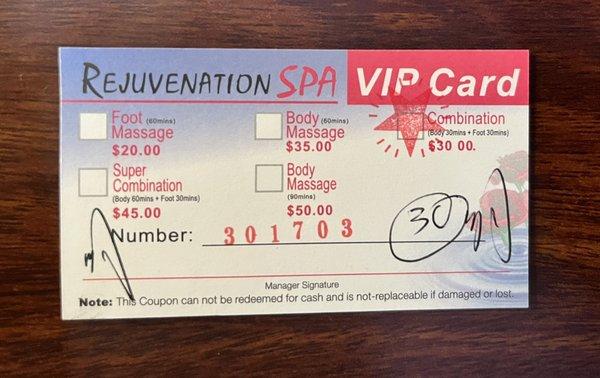 REJUVENATION SPA VIP Card
Foot (60mins)
Massage
$20.00
Body (60mins)
Massage
$35.00
Combination
(Body 30mins + Foot 30mins)
$30 00.
Super
Combination
(Body 60mins + Foot 30mins)
$45.00
Body
Massage
(90mins)
$50.00
Number: 301703
30
Manager Signature
Note: This Coupon can not be redeemed for cash and is not-replaceable if damaged or lost.